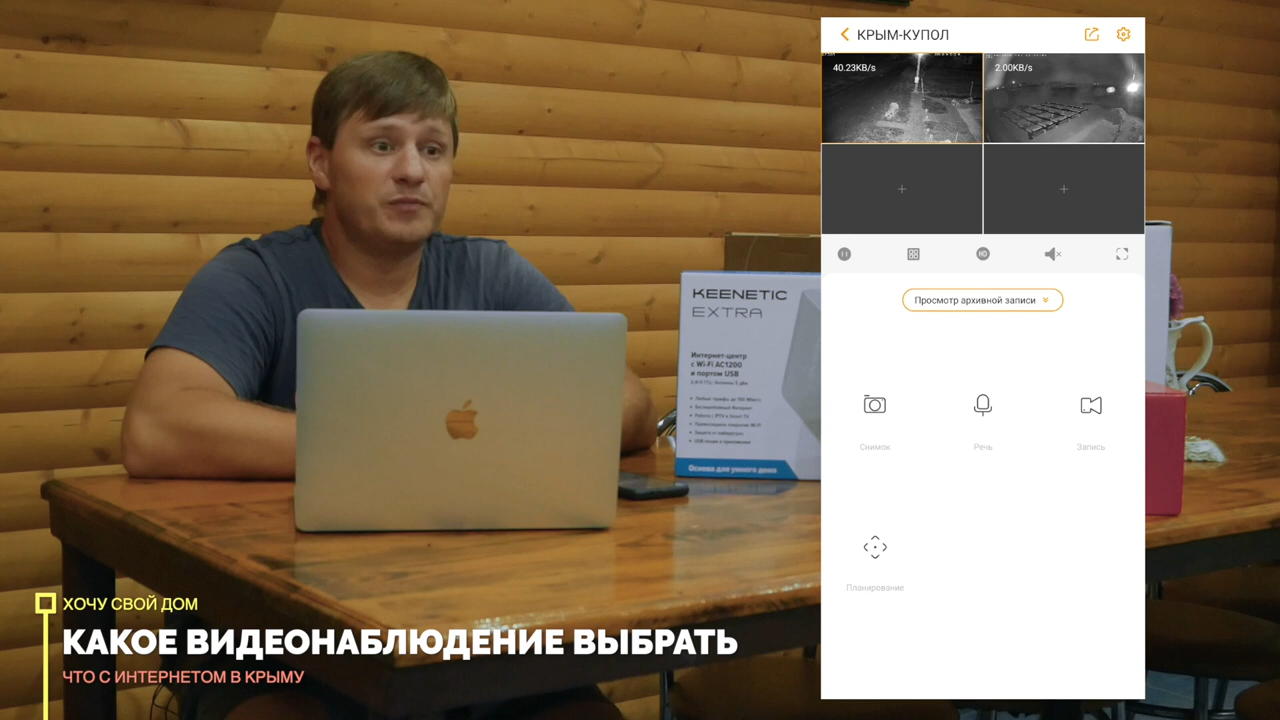 КРЫМ-КУПОЛ
40.23KB/s
2.00KB/s
HD
Просмотр архивной записи
Снимок
Речь
Запись
Планирование
KEENETIC
EXTRA
Интернет-центр
с Wi-Fi AC1200
и портом USB
Основа для умного дома
ХОЧУ СВОЙ ДОМ
КАКОЕ ВИДЕОНАБЛЮДЕНИЕ ВЫБРАТЬ
ЧТО С ИНТЕРНЕТОМ В КРЫМУ